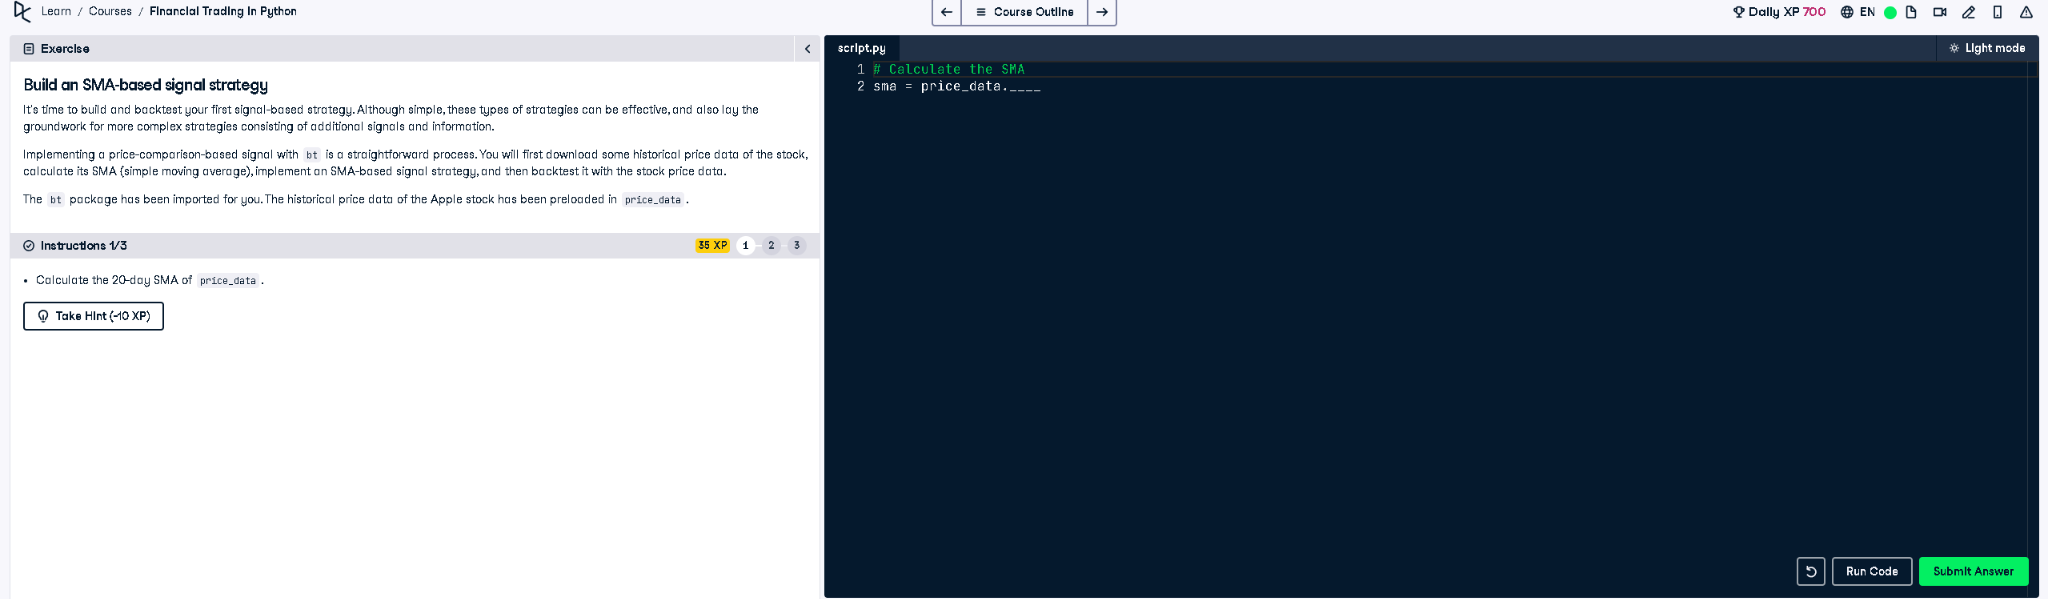 Learn / Courses / Financial Trading in Python
Course Outline
Daily XP 700
EN
Exercise
Build an SMA-based signal strategy
It's time to build and backtest your first signal-based strategy. Although simple, these types of strategies can be effective, and also lay the
groundwork for more complex strategies consisting of additional signals and information.
Implementing a price-comparison-based signal with bt is a straightforward process. You will first download some historical price data of the stock,
calculate its SMA (simple moving average), implement an SMA-based signal strategy, and then backtest it with the stock price data.
The bt package has been imported for you. The historical price data of the Apple stock has been preloaded in price_data .
Instructions 1/3
35 XP
1 2 3
• Calculate the 20-day SMA of price_data .
Take Hint (-10 XP)
script.py
Light mode
1 # Calculate the SMA
2 sma = price_data.____
Run Code
Submit Answer